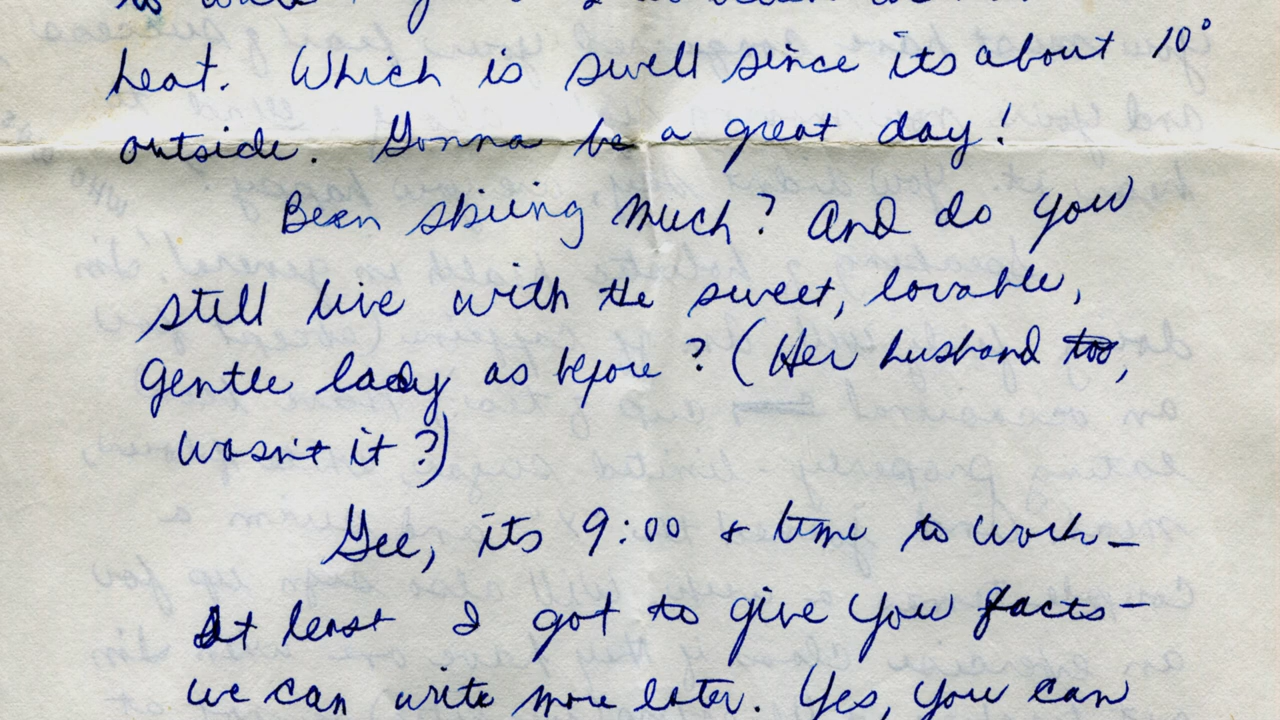 heat. Which is swell since its about 10°
outside. Gonna be a great day!
Been skiing much? And do you
still live with the sweet, lovable,
gentle lady as before? (Her husband too,
wasn't it?)
Gee, its 9:00 & time to work—
At least I got to give you facts—
we can write more later. Yes, you can